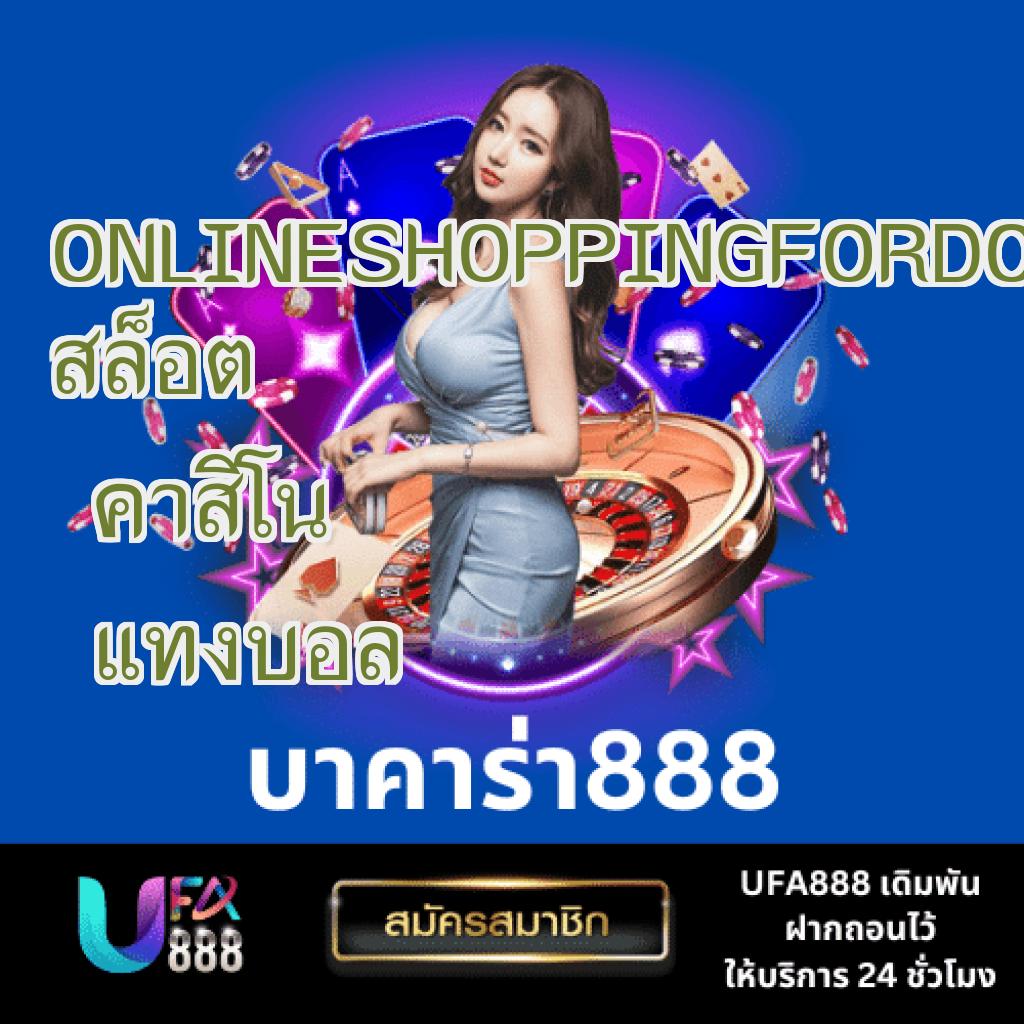 ONLINESHOPPINGFORDO
สล็อต
คาสิโน
แทงบอล
บาคาร่า888
UFA
888
สมัครสมาชิก
UFA888 เดิมพัน
ฝากถอนไว้
ให้บริการ 24 ชั่วโมง